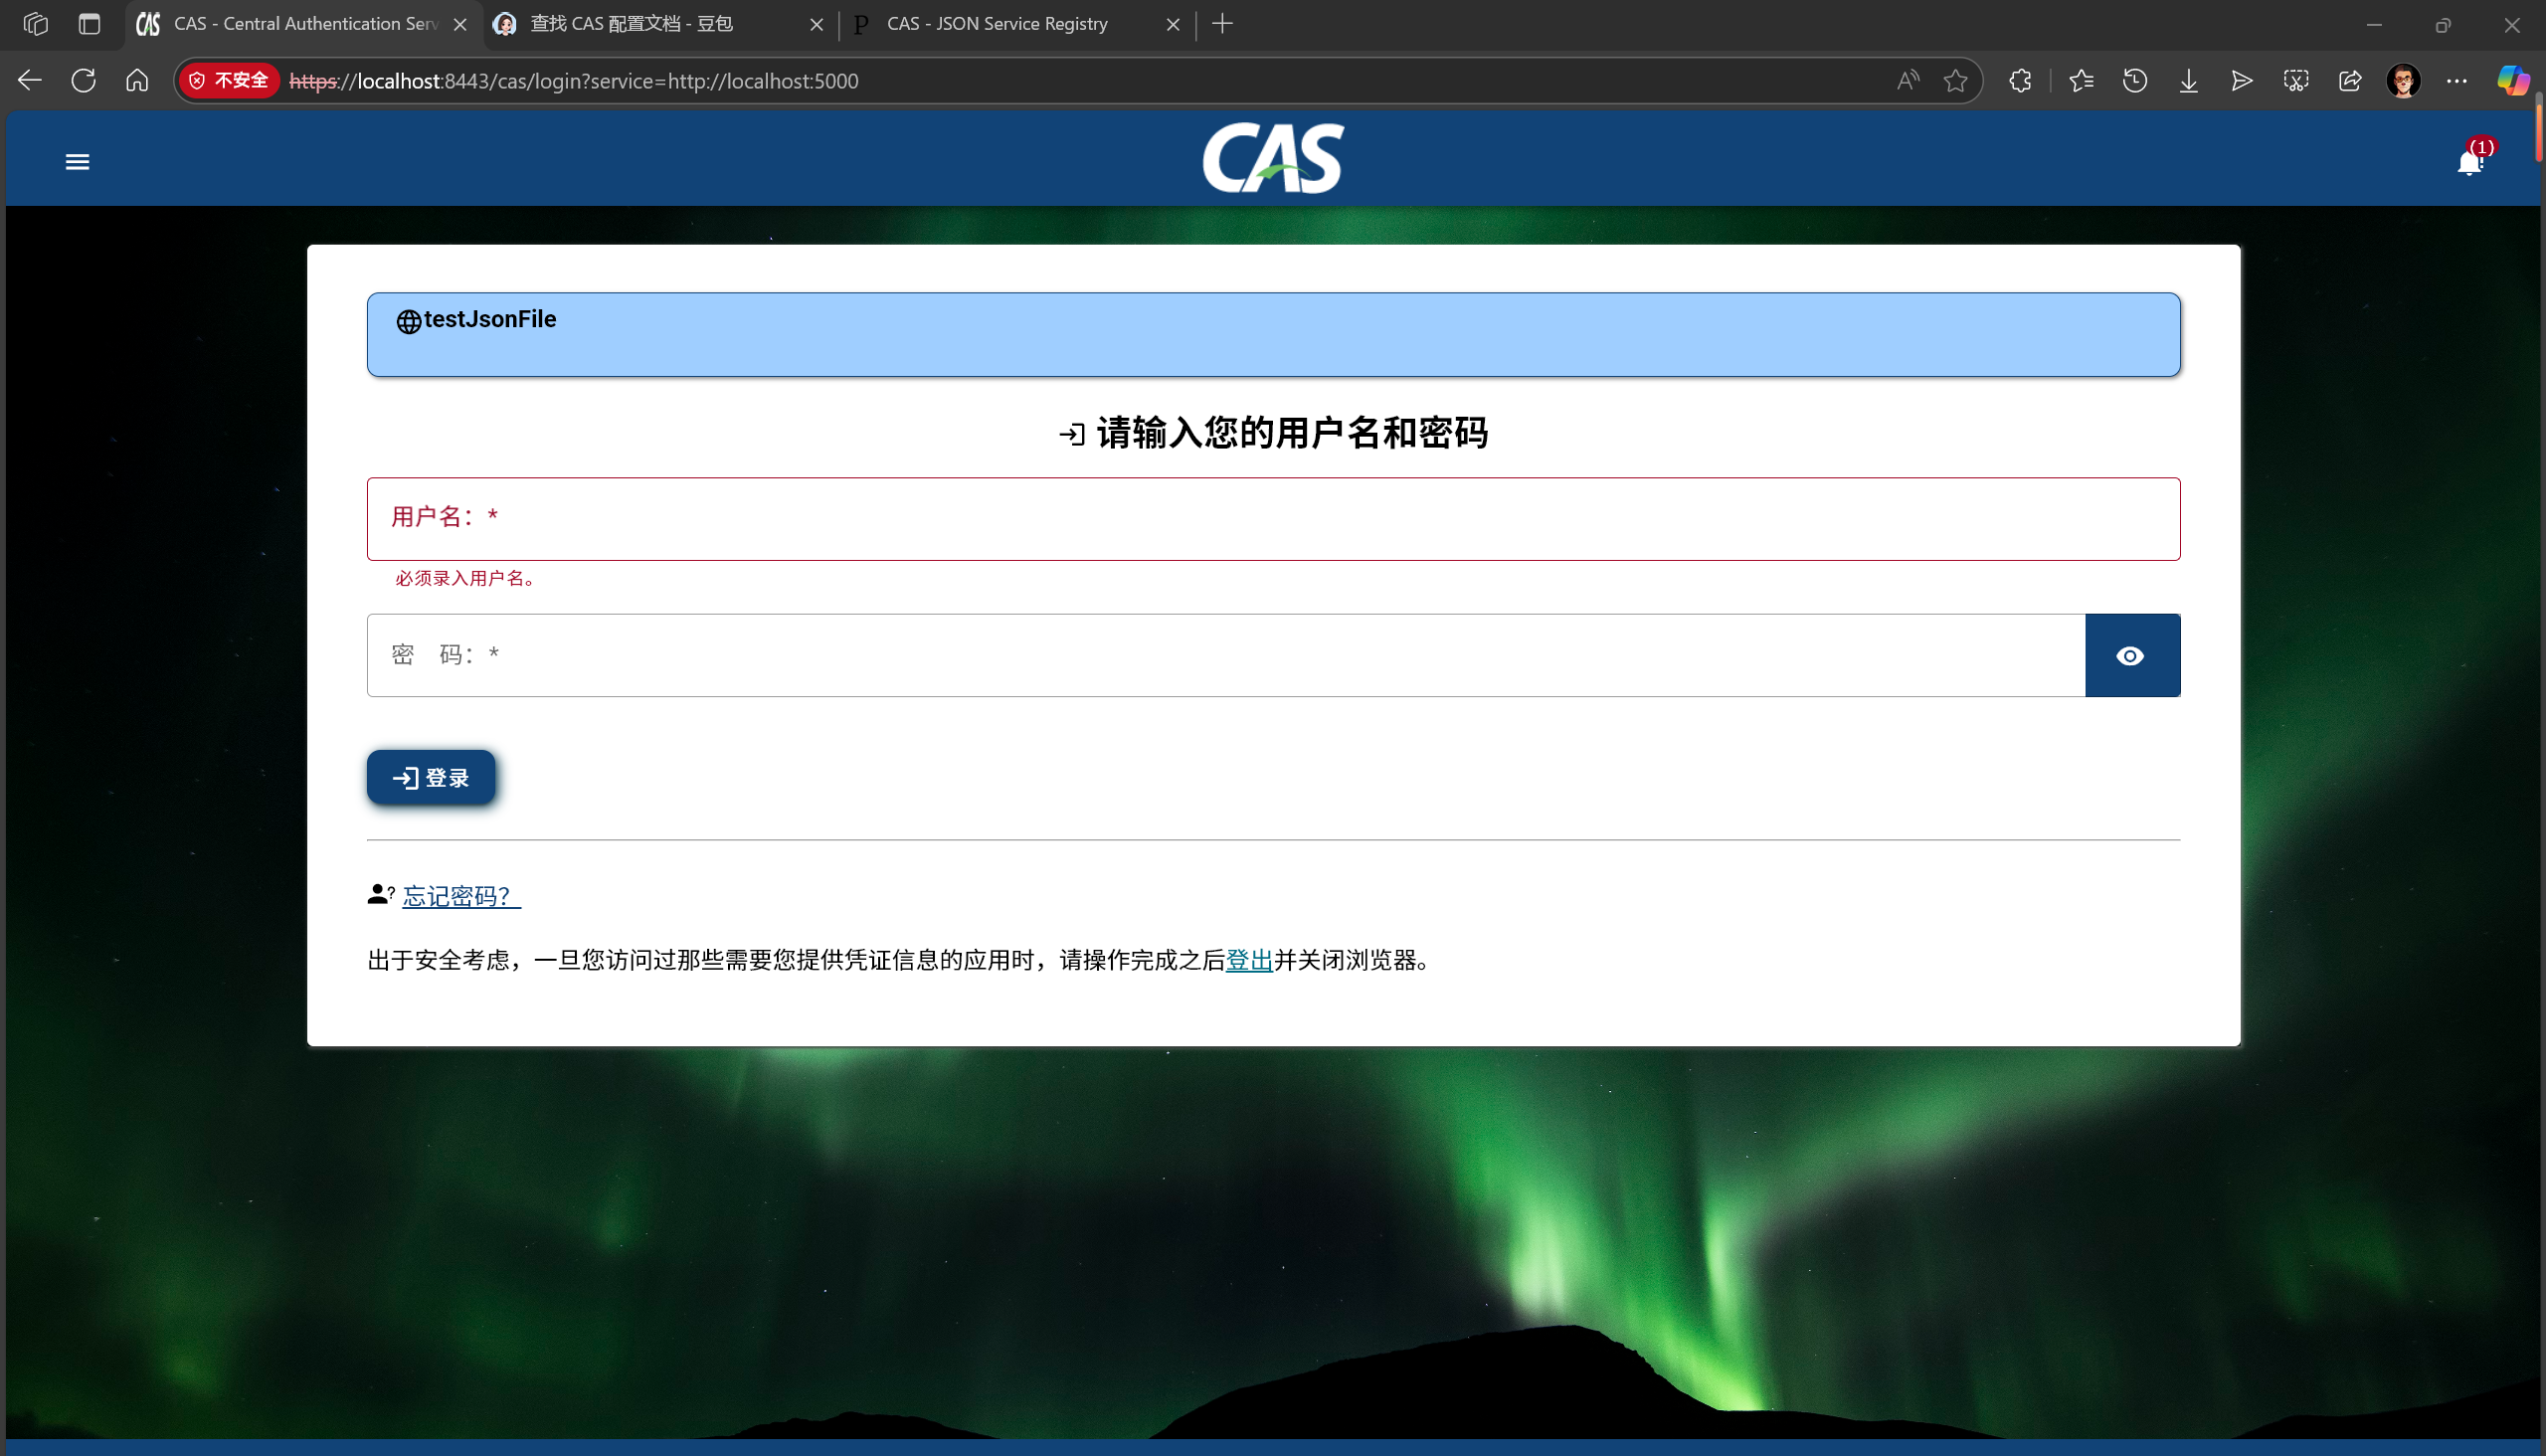 CAS - Central Authentication Serv
查找 CAS 配置文档 - 豆包
P CAS - JSON Service Registry
不安全 https://localhost:8443/cas/login?service=http://localhost:5000
CAS
(1)
testJsonFile
请输入您的用户名和密码
用户名：*
必须录入用户名。
密　码：*
登录
忘记密码？
出于安全考虑，一旦您访问过那些需要您提供凭证信息的应用时，请操作完成之后登出并关闭浏览器。